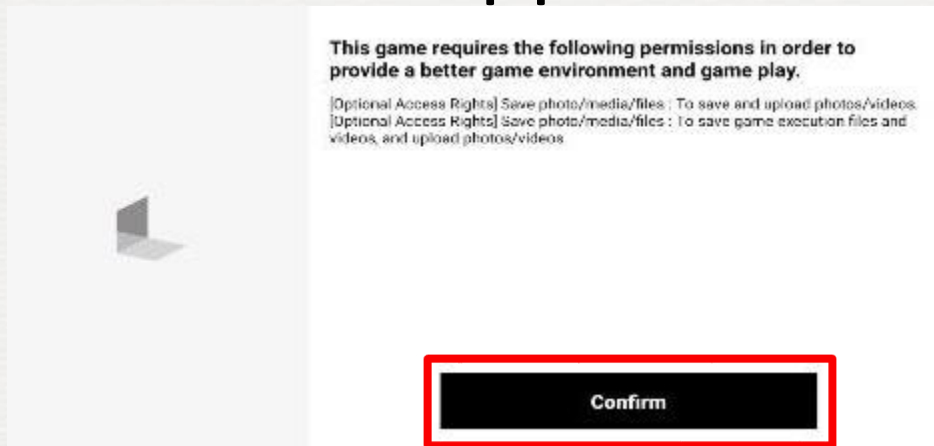 This game requires the following permissions in order to
provide a better game environment and game play.
[Optional Access Rights] Save photo/media/files : To save and upload photos/videos.
[Optional Access Rights] Save photo/media/files : To save game execution files and
videos, and upload photos/videos
Confirm